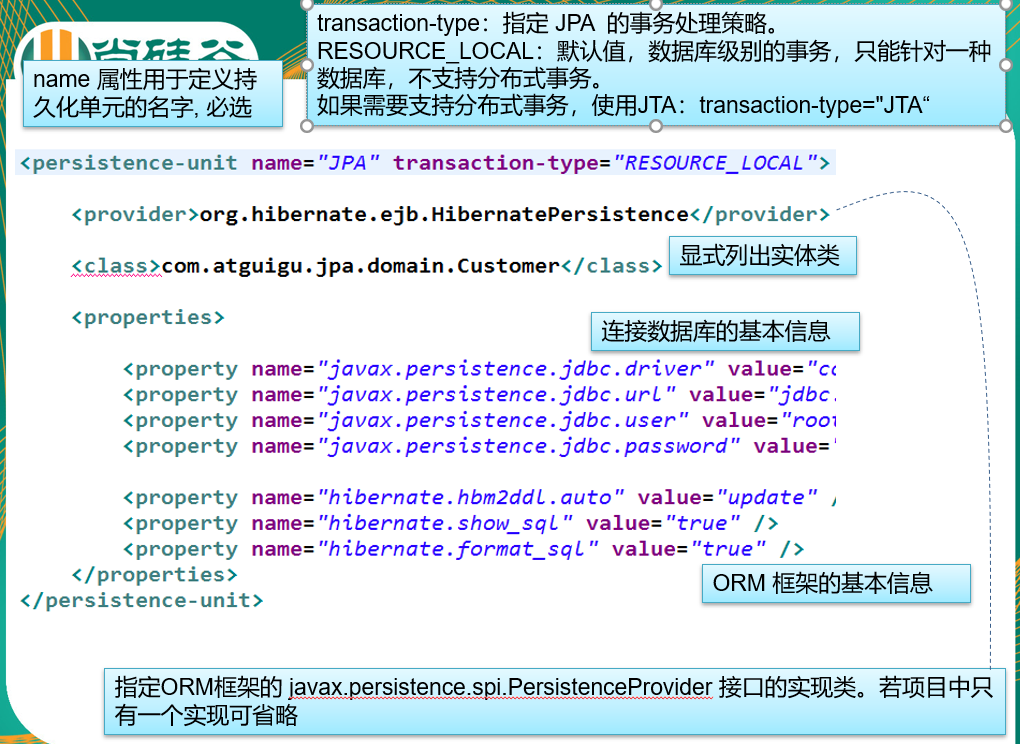 尚硅谷
name 属性用于定义持
久化单元的名字, 必选
transaction-type：指定 JPA 的事务处理策略。
RESOURCE_LOCAL：默认值，数据库级别的事务，只能针对一种
数据库，不支持分布式事务。
如果需要支持分布式事务，使用JTA：transaction-type="JTA“
<persistence-unit name="JPA" transaction-type="RESOURCE_LOCAL">
<provider>org.hibernate.ejb.HibernatePersistence</provider>
<class>com.atguigu.jpa.domain.Customer</class>
显式列出实体类
<properties>
连接数据库的基本信息
<property name="javax.persistence.jdbc.driver" value="co
<property name="javax.persistence.jdbc.url" value="jdbc.
<property name="javax.persistence.jdbc.user" value="root
<property name="javax.persistence.jdbc.password" value="
<property name="hibernate.hbm2ddl.auto" value="update" /
<property name="hibernate.show_sql" value="true" />
<property name="hibernate.format_sql" value="true" />
</properties>
ORM 框架的基本信息
</persistence-unit>
指定ORM框架的 javax.persistence.spi.PersistenceProvider 接口的实现类。若项目中只
有一个实现可省略